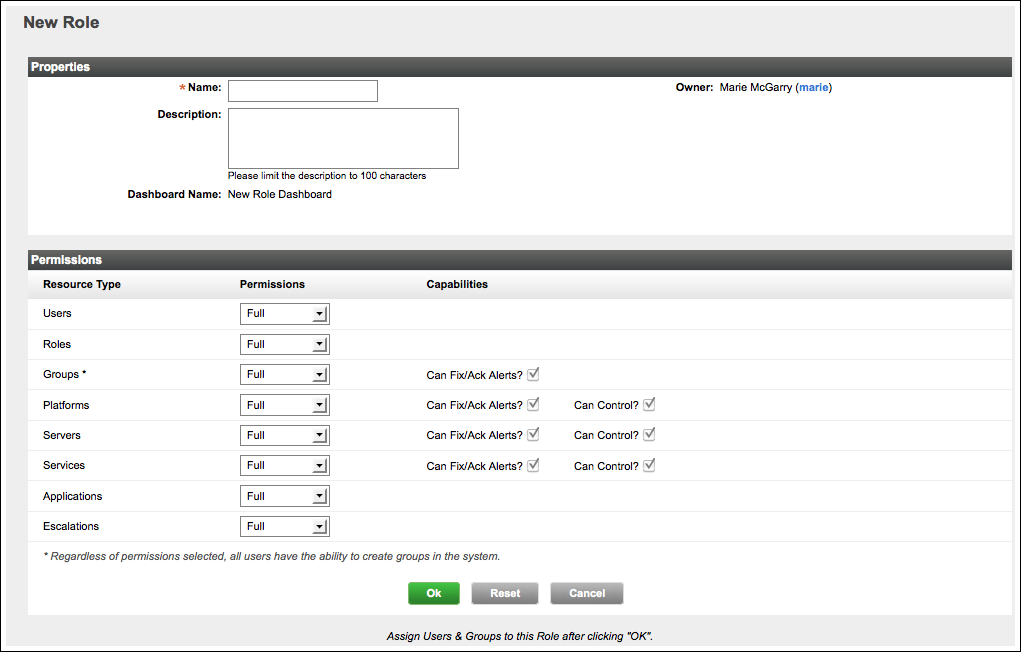 New Role
Properties
* Name: Owner: Marie McGarry (marie)
Description:
Please limit the description to 100 characters
Dashboard Name: New Role Dashboard
Permissions
Resource Type Permissions Capabilities
Users Full
Roles Full
Groups * Full Can Fix/Ack Alerts?
Platforms Full Can Fix/Ack Alerts? Can Control?
Servers Full Can Fix/Ack Alerts? Can Control?
Services Full Can Fix/Ack Alerts? Can Control?
Applications Full
Escalations Full
* Regardless of permissions selected, all users have the ability to create groups in the system.
Ok Reset Cancel
Assign Users & Groups to this Role after clicking "OK".